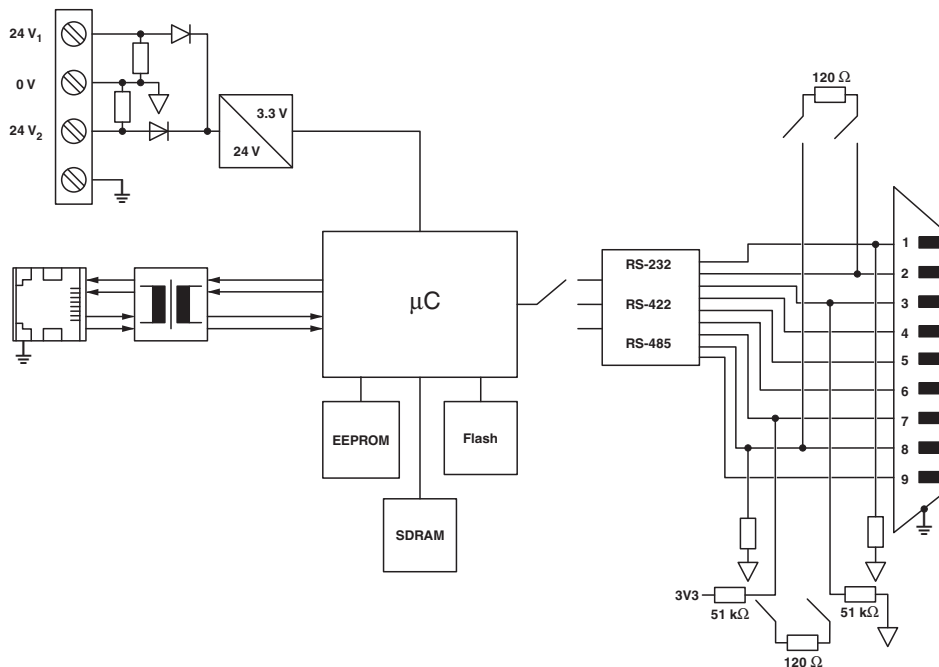 24 V₁
0 V
24 V₂
3.3 V
24 V
120 Ω
µC
EEPROM
Flash
SDRAM
RS-232
RS-422
RS-485
1
2
3
4
5
6
7
8
9
3V3
51 kΩ
51 kΩ
120 Ω